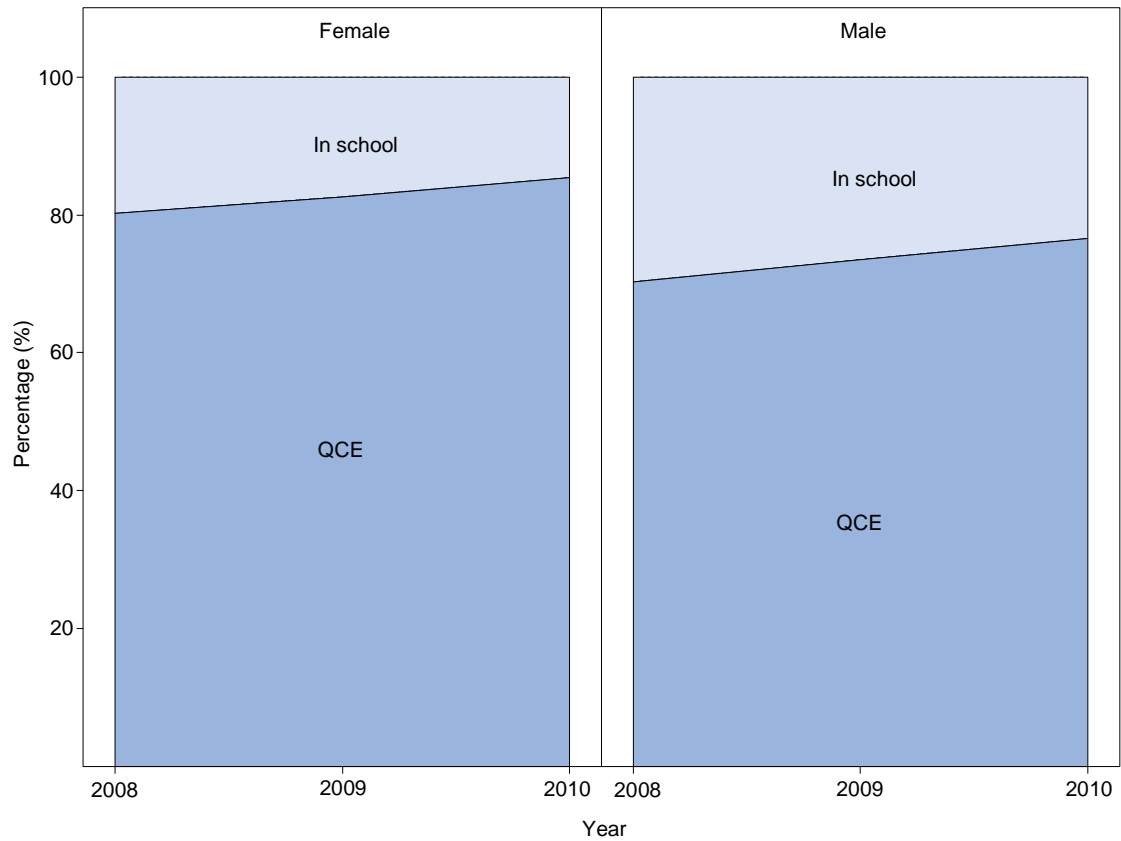 Female
Male
100
80
60
40
20
Percentage (%)
In school
In school
QCE
QCE
2008
2009
2010
2008
2009
2010
Year